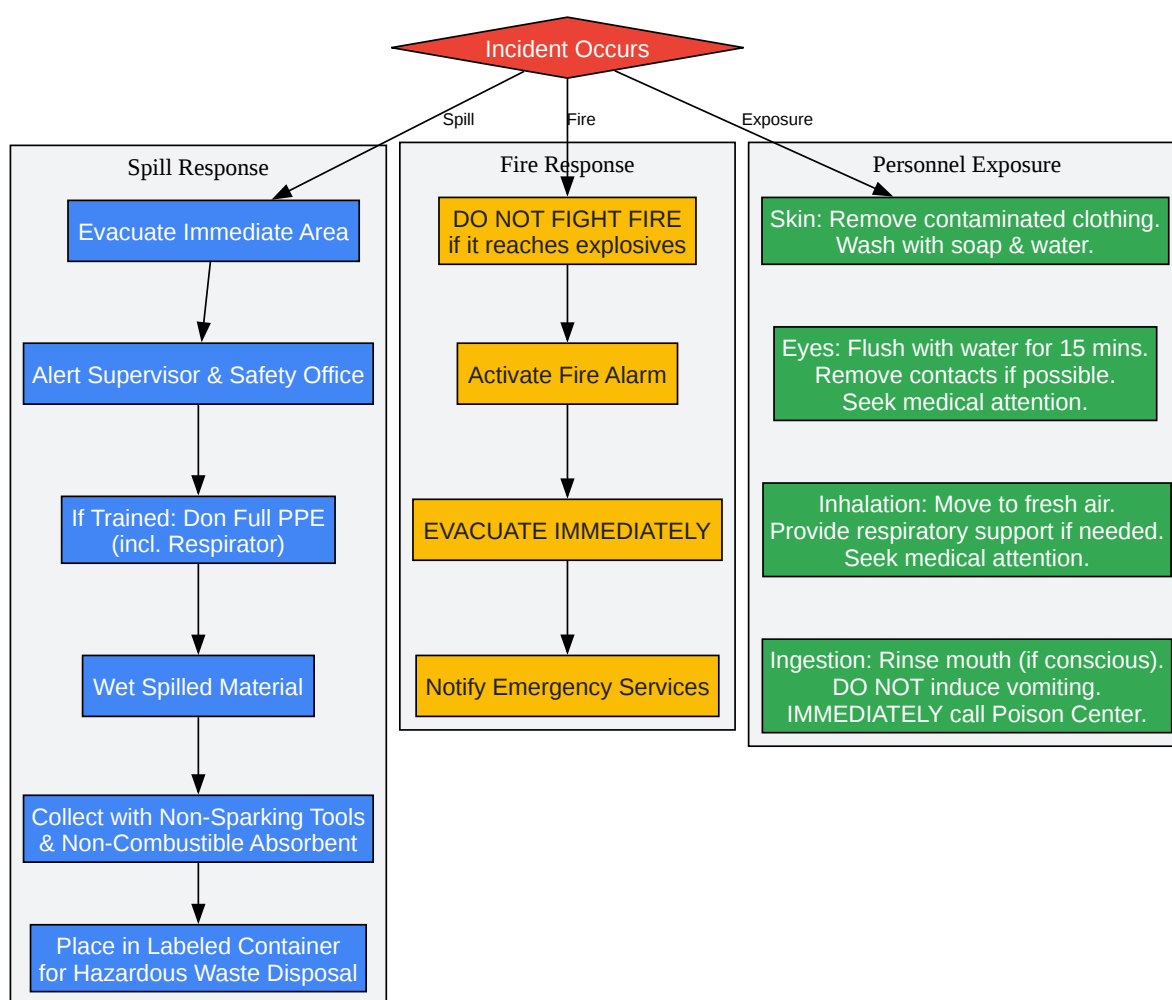 Incident Occurs
Spill
Fire
Exposure
Spill Response
Evacuate Immediate Area
Alert Supervisor & Safety Office
If Trained: Don Full PPE
(incl. Respirator)
Wet Spilled Material
Collect with Non-Sparking Tools
& Non-Combustible Absorbent
Place in Labeled Container
for Hazardous Waste Disposal
Fire Response
DO NOT FIGHT FIRE
if it reaches explosives
Activate Fire Alarm
EVACUATE IMMEDIATELY
Notify Emergency Services
Personnel Exposure
Skin: Remove contaminated clothing.
Wash with soap & water.
Eyes: Flush with water for 15 mins.
Remove contacts if possible.
Seek medical attention.
Inhalation: Move to fresh air.
Provide respiratory support if needed.
Seek medical attention.
Ingestion: Rinse mouth (if conscious).
DO NOT induce vomiting.
IMMEDIATELY call Poison Center.